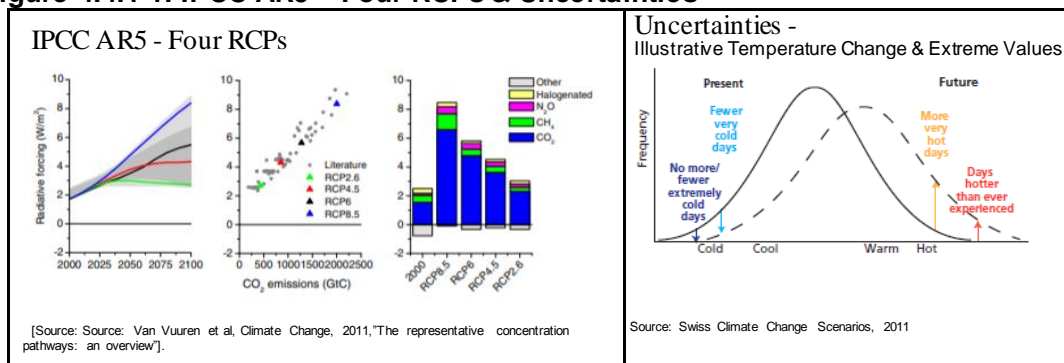 IPCC AR5 - Four RCPs
10
8
6
4
2
0
-2
Radiative forcing (W/m²)
2000 2025 2050 2075 2100
10
8
6
4
2
0
-2
Literature
RCP2.6
RCP4.5
RCP6
RCP8.5
0 500 1000 1500 2000 2500
CO₂ emissions (GtC)
10
8
6
4
2
0
-2
Other
Halogenated
N₂O
CH₄
CO₂
2000
RCP8.5
RCP6
RCP4.5
RCP2.6
[Source: Source: Van Vuuren et al, Climate Change, 2011,"The representative concentration
pathways: an overview"].
Uncertainties -
Illustrative Temperature Change & Extreme Values
Present
Future
Frequency
Fewer
very
cold
days
No more/
fewer
extremely
cold
days
More
very
hot
days
Days
hotter
than ever
experienced
Cold Cool Warm Hot
Source: Swiss Climate Change Scenarios, 2011